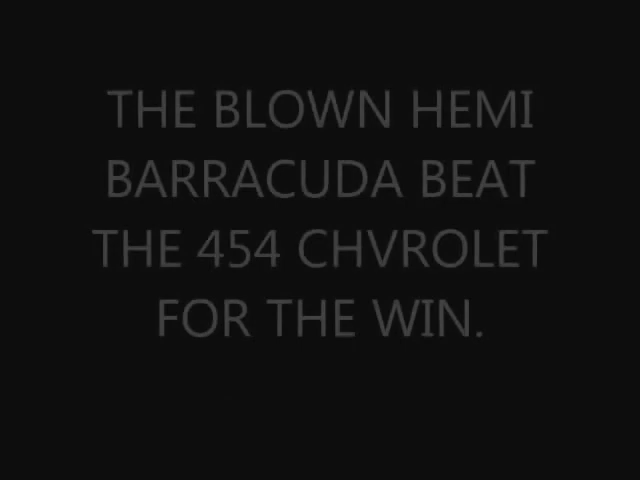 THE BLOWN HEMI
BARRACUDA BEAT
THE 454 CHVROLET
FOR THE WIN.